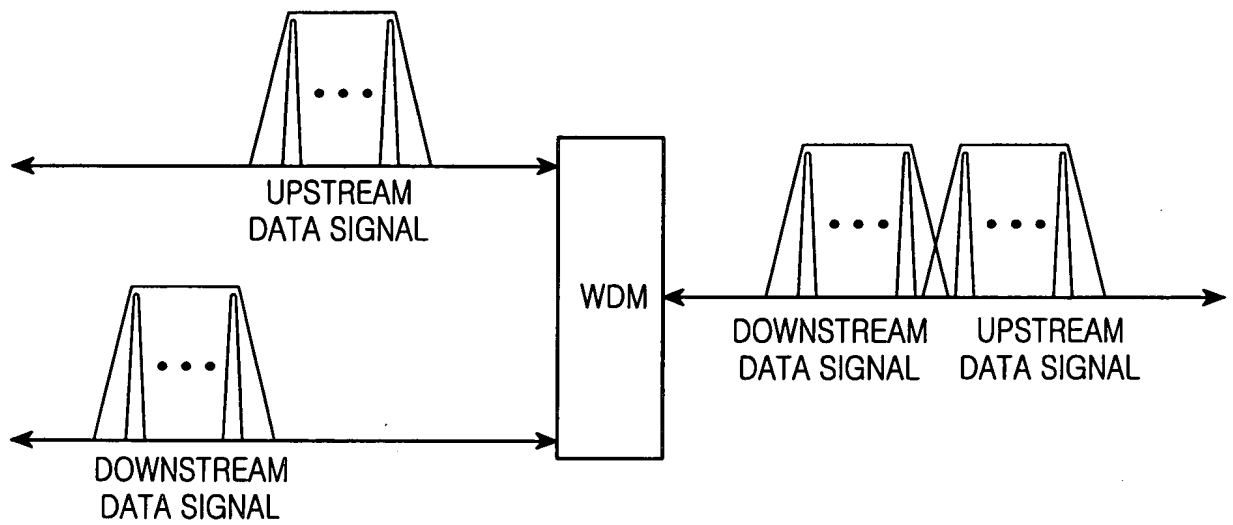 UPSTREAM
DATA SIGNAL
WDM
DOWNSTREAM
DATA SIGNAL
UPSTREAM
DATA SIGNAL
DOWNSTREAM
DATA SIGNAL